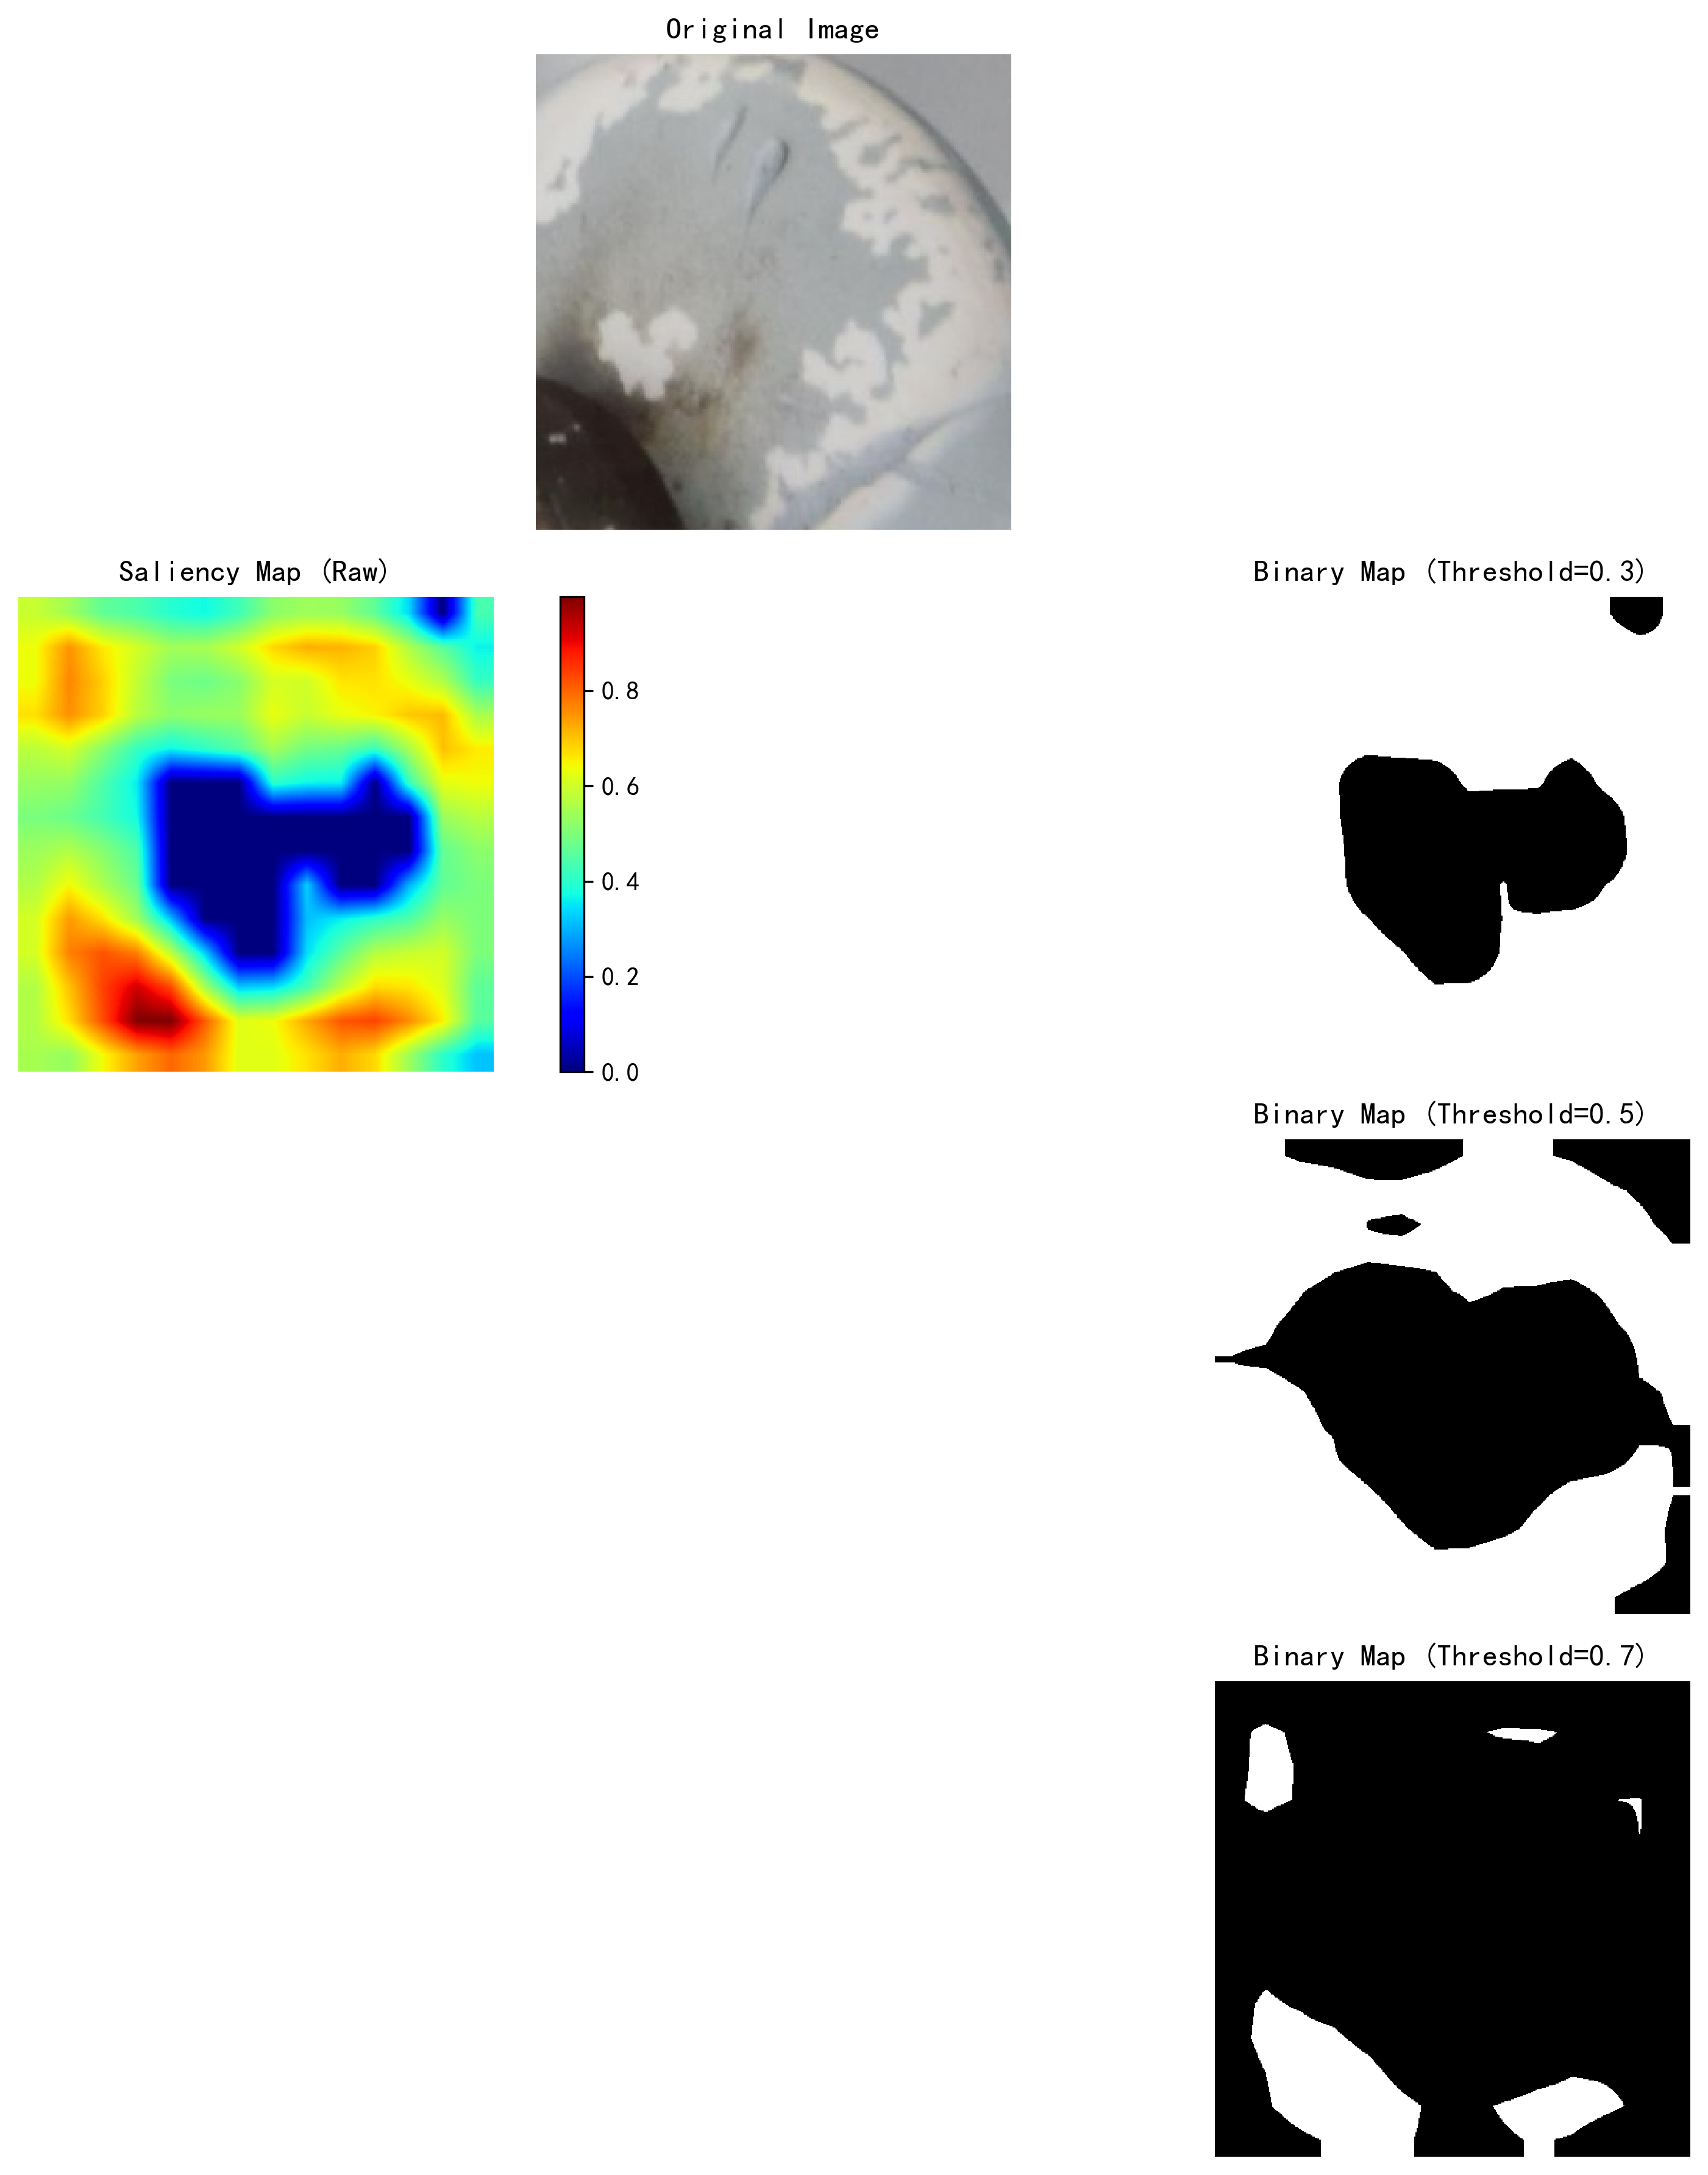 Original Image
Saliency Map (Raw)
Binary Map (Threshold=0.3)
0.8
0.6
0.4
0.2
0.0
Binary Map (Threshold=0.5)
Binary Map (Threshold=0.7)